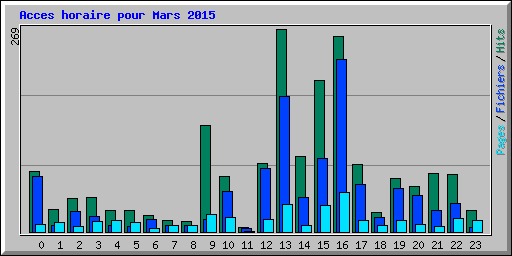 Acces horaire pour Mars 2015
269
Pages / Fichiers / Hits
0 1 2 3 4 5 6 7 8 9 10 11 12 13 14 15 16 17 18 19 20 21 22 23